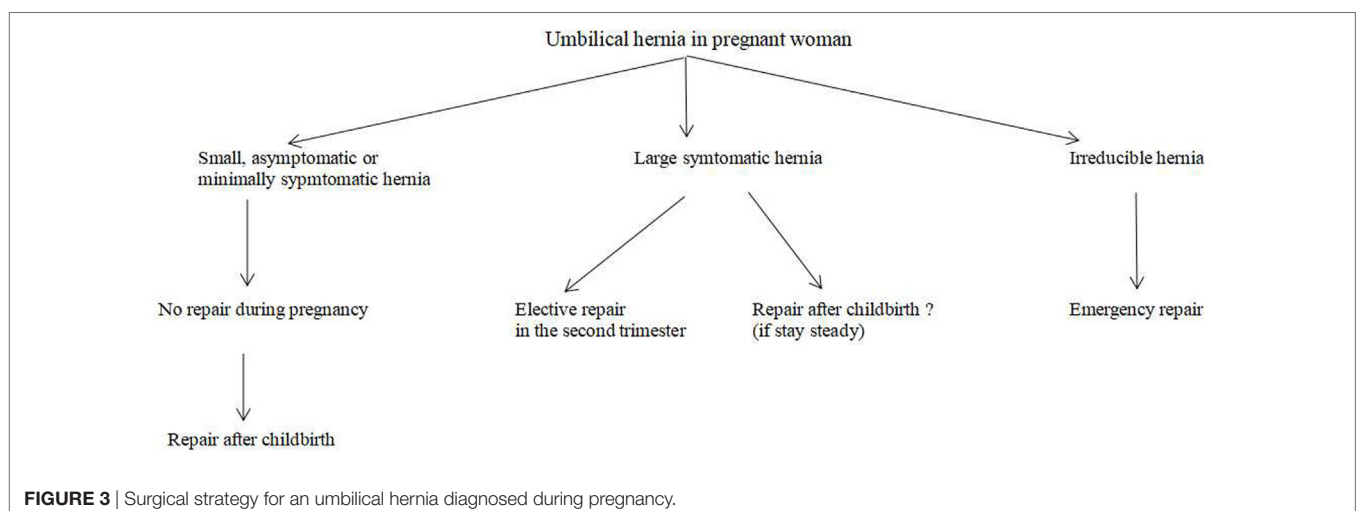 Umbilical hernia in pregnant woman
Small, asymptomatic or
minimally sypmtomatic hernia
Large symtomatic hernia
Irreducible hernia
No repair during pregnancy
Elective repair
in the second trimester
Repair after childbirth ?
(if stay steady)
Emergency repair
Repair after childbirth
FIGURE 3 | Surgical strategy for an umbilical hernia diagnosed during pregnancy.